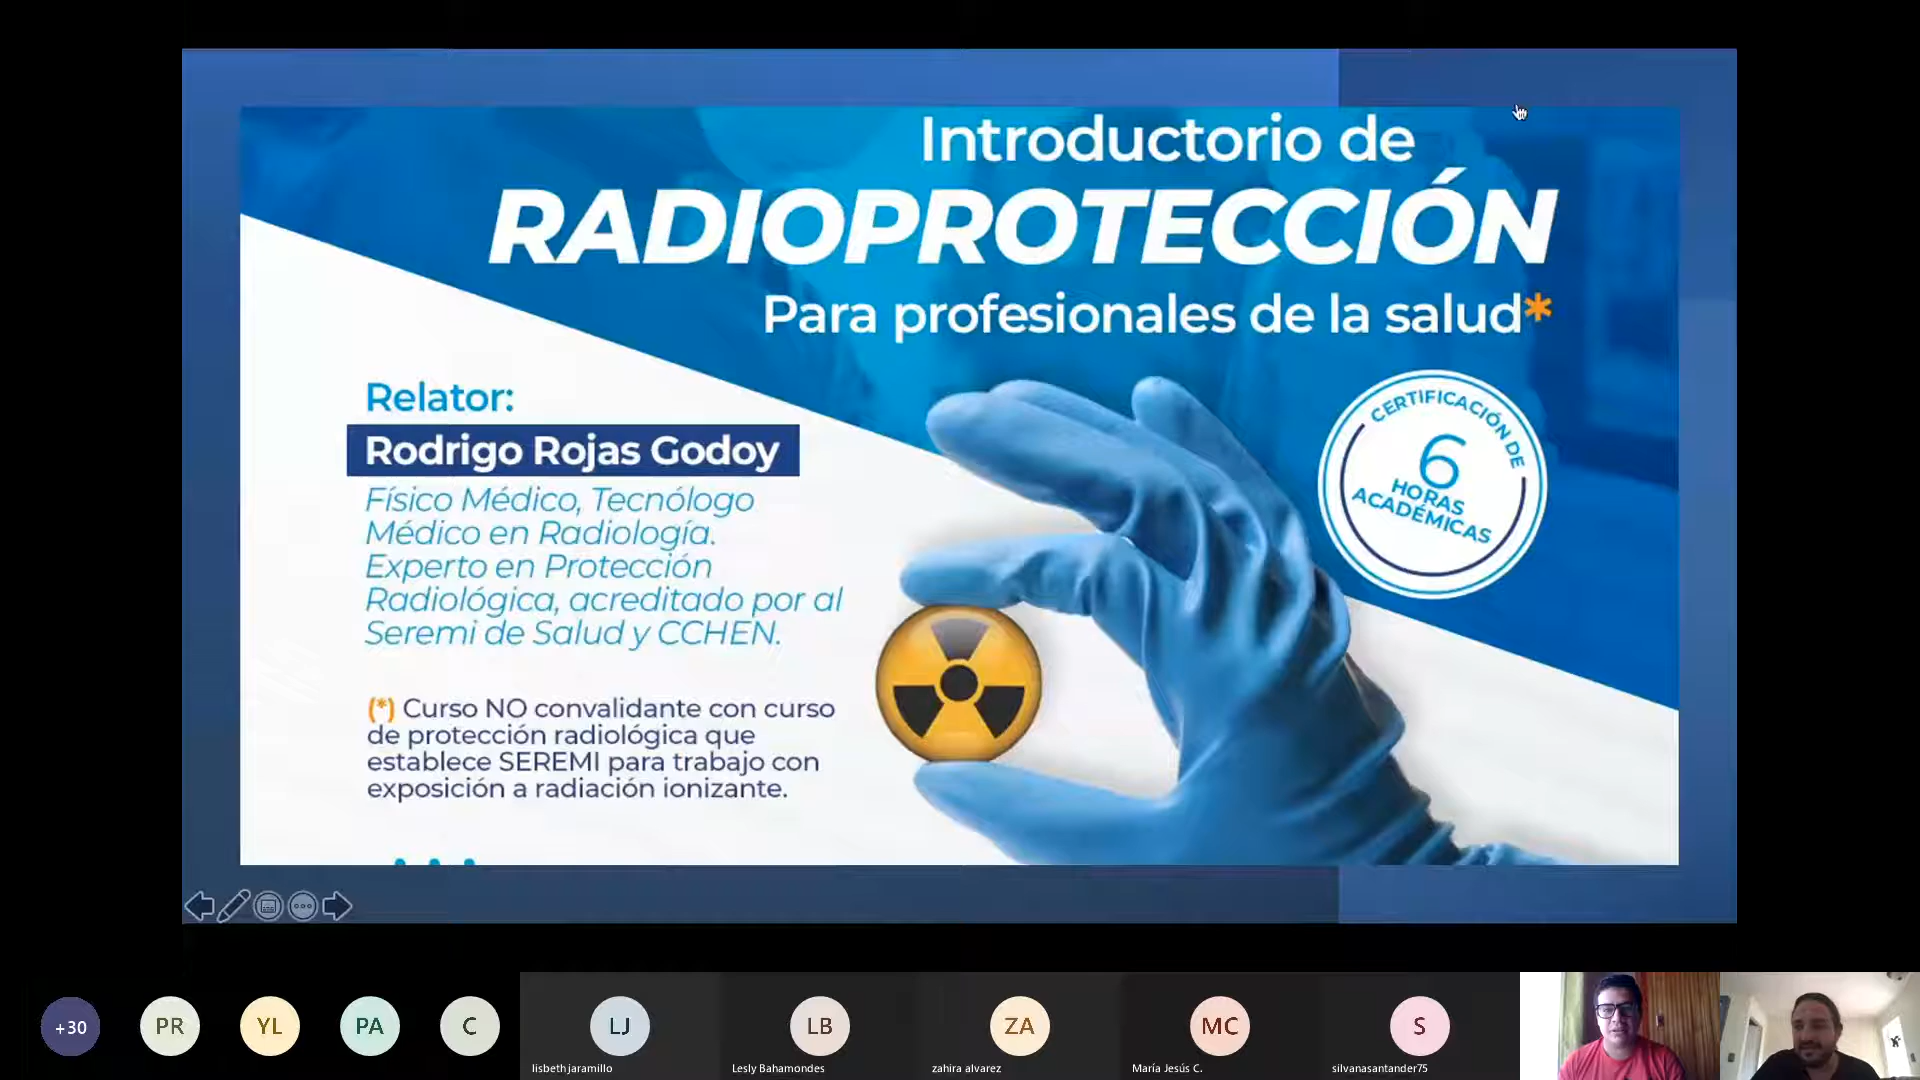 Introductorio de
RADIOPROTECCIÓN
Para profesionales de la salud*
Relator:
Rodrigo Rojas Godoy
Físico Médico, Tecnólogo
Médico en Radiología.
Experto en Protección
Radiológica, acreditado por al
Seremi de Salud y CCHEN.
(*) Curso NO convalidante con curso
de protección radiológica que
establece SEREMI para trabajo con
exposición a radiación ionizante.
CERTIFICACIÓN DE
6
HORAS
ACADÉMICAS
+30
PR
YL
PA
C
LJ
lisbeth jaramillo
LB
Lesly Bahamondes
ZA
zahira alvarez
MC
María Jesús C.
S
silvanasantander75